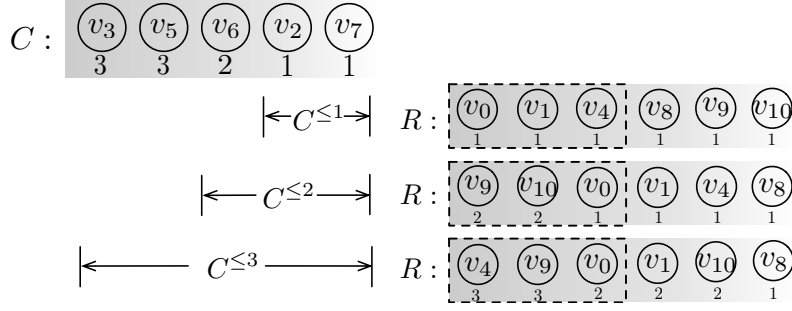 C : v₃ v₅ v₆ v₂ v₇
3 3 2 1 1
C≤1 R : v₀ v₁ v₄ v₈ v₉ v₁₀
1 1 1 1 1 1
C≤2 R : v₉ v₁₀ v₀ v₁ v₄ v₈
2 2 1 1 1 1
C≤3 R : v₄ v₉ v₀ v₁ v₁₀ v₈
3 3 2 2 2 1